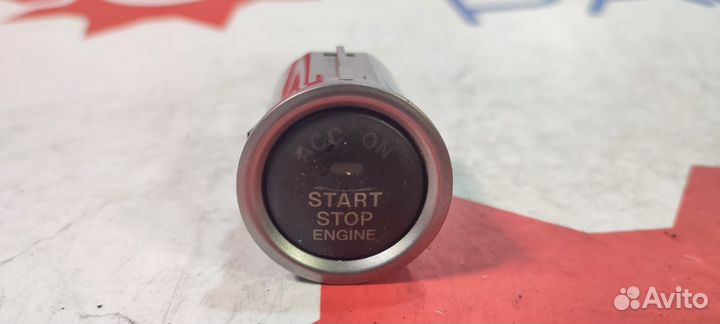 ACC ON
START
STOP
ENGINE
Avito